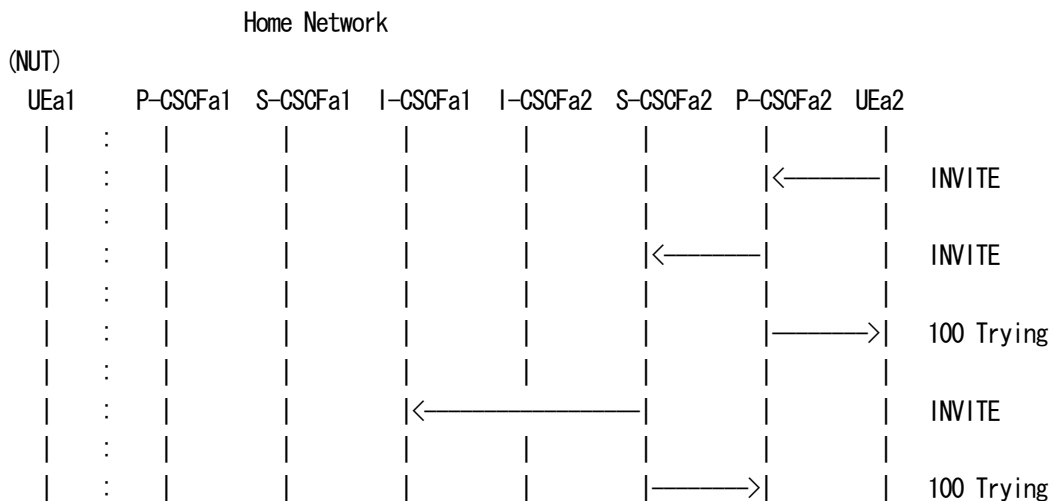 Home Network
(NUT)
UEa1 P-CSCFa1 S-CSCFa1 I-CSCFa1 I-CSCFa2 S-CSCFa2 P-CSCFa2 UEa2
INVITE
INVITE
100 Trying
INVITE
100 Trying